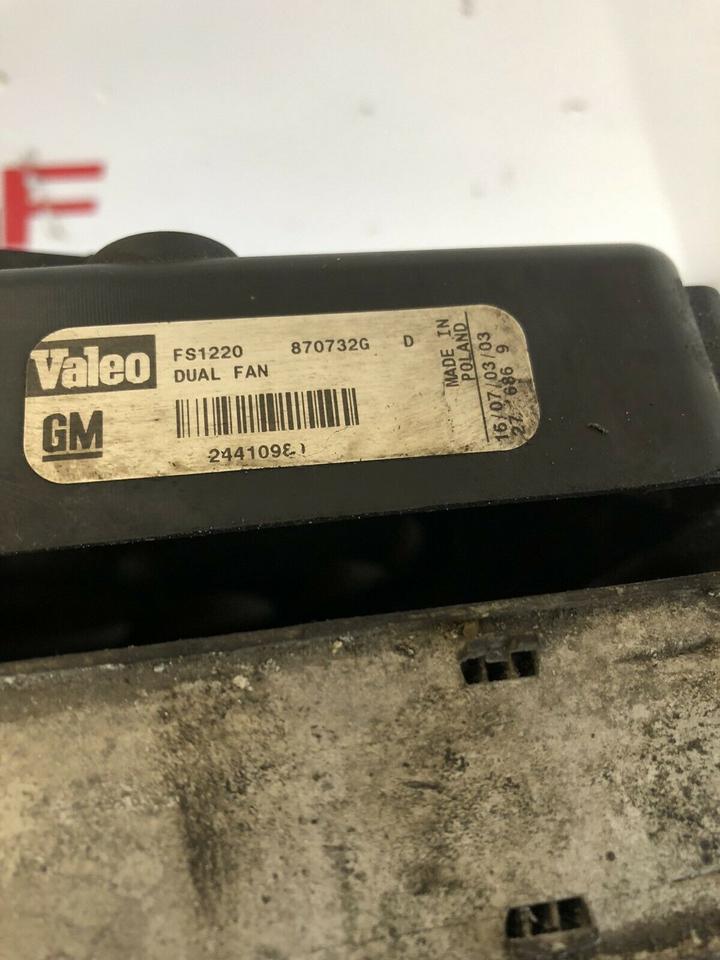 F
Valeo
FS1220 870732G D
DUAL FAN
GM
MADE IN
POLAND
16/07/03/03